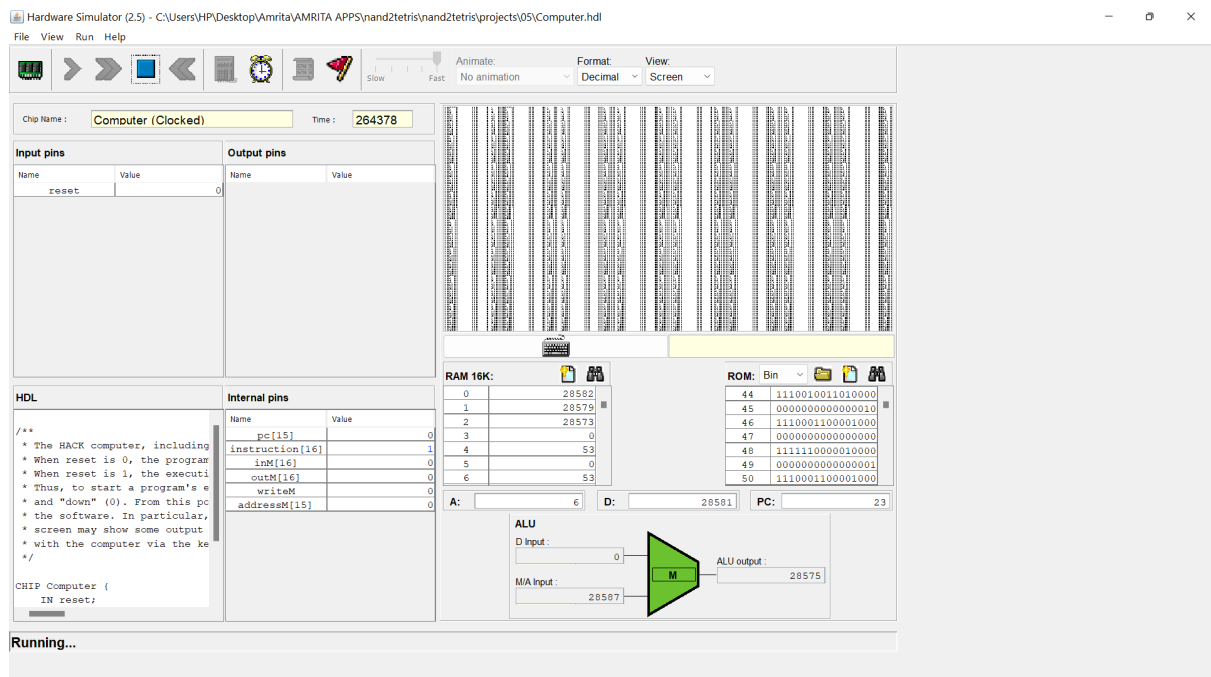 Hardware Simulator (2.5) - C:\Users\HP\Desktop\Amrita\AMRITA APPS\nand2tetris\nand2tetris\projects\05\Computer.hdl
File View Run Help
Animate: Format: View:
Slow Fast No animation Decimal Screen
Chip Name : Computer (Clocked) Time : 264378
Input pins Output pins
Name Value Name Value
reset 0
RAM 16K: ROM: Bin
0 28582 44 1110010011010000
1 28579 45 0000000000000010
2 28573 46 1110001100001000
3 0 47 0000000000000000
4 53 48 1111110000010000
5 0 49 0000000000000001
6 53 50 1110001100001000
HDL Internal pins
Name Value
pc[15] 0
instruction[16] 1
inM[16] 0
outM[16] 0
writeM 0
addressM[15] 0
/**
* The HACK computer, including
* When reset is 0, the program
* When reset is 1, the executi
* Thus, to start a program's e
* and "down" (0). From this po
* the software. In particular,
* screen may show some output
* with the computer via the ke
*/
CHIP Computer {
IN reset;
A: 6 D: 28581 PC: 23
ALU
D Input :
0
M/A Input :
28587
M
ALU output :
28575
Running...